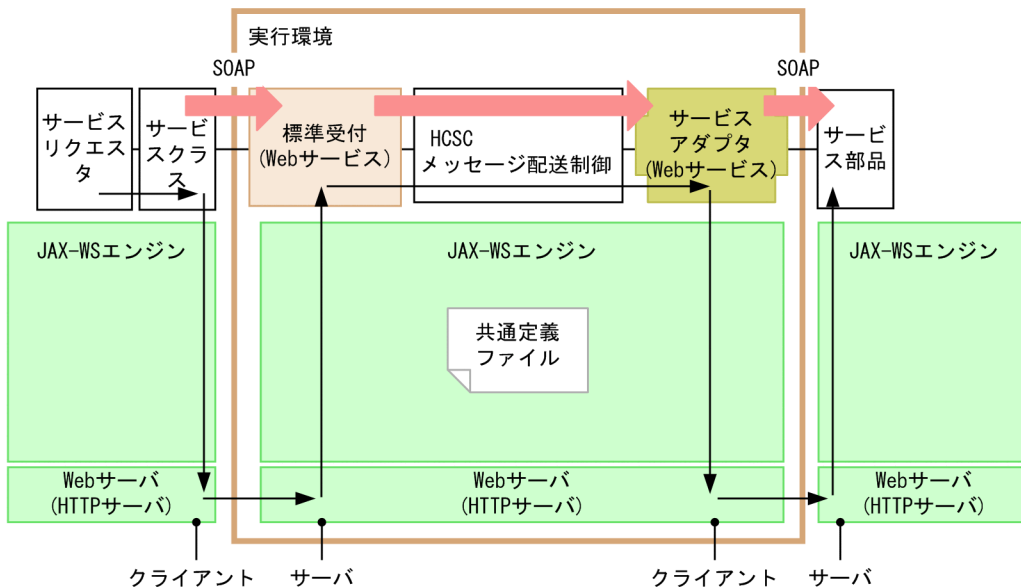 実行環境
SOAP
SOAP
サービス
リクエス
タ
サービ
スクラ
ス
標準受付
(Webサービス)
HCSC
メッセージ配送制御
サービス
アダプタ
(Webサービス)
サービ
ス部品
JAX-WSエンジン
JAX-WSエンジン
JAX-WSエンジン
共通定義
ファイル
Webサーバ
(HTTPサーバ)
Webサーバ
(HTTPサーバ)
Webサーバ
(HTTPサーバ)
クライアント
サーバ
クライアント
サーバ